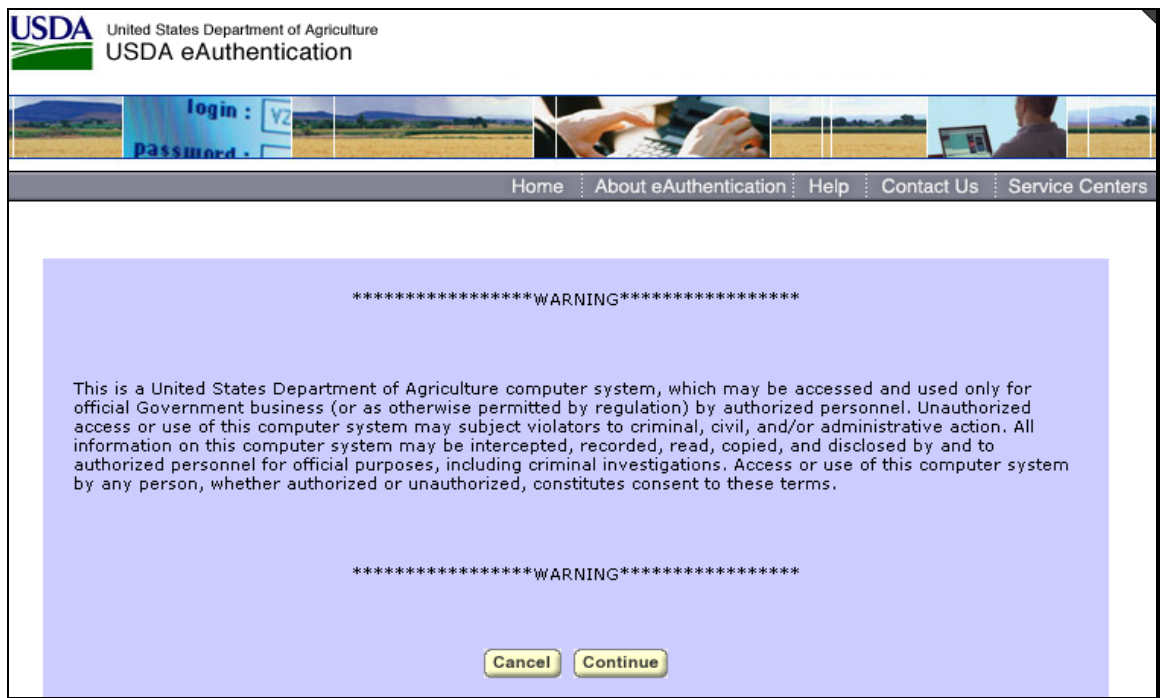 USDA
United States Department of Agriculture
USDA eAuthentication
login :
password :
Home About eAuthentication Help Contact Us Service Centers
*****************WARNING*****************
This is a United States Department of Agriculture computer system, which may be accessed and used only for
official Government business (or as otherwise permitted by regulation) by authorized personnel. Unauthorized
access or use of this computer system may subject violators to criminal, civil, and/or administrative action. All
information on this computer system may be intercepted, recorded, read, copied, and disclosed by and to
authorized personnel for official purposes, including criminal investigations. Access or use of this computer system
by any person, whether authorized or unauthorized, constitutes consent to these terms.
*****************WARNING*****************
Cancel Continue